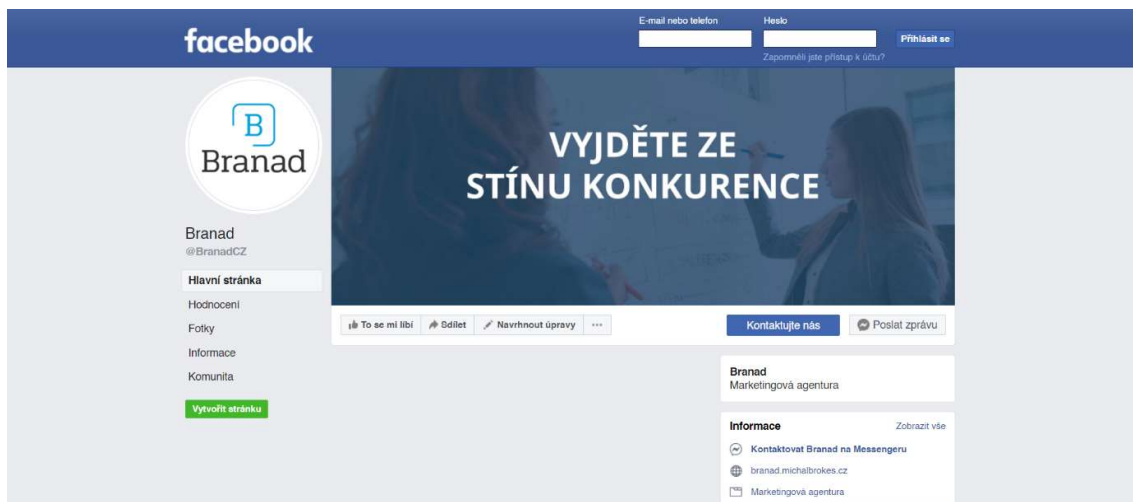 facebook
E-mail nebo telefon
Heslo
Přihlásit se
Zapomněli jste přístup k účtu?
B
Branad
VYJDĚTE ZE
STÍNU KONKURENCE
Branad
@BranadCZ
Hlavní stránka
Hodnocení
Fotky
Informace
Komunita
Vytvořit stránku
To se mi líbí
Sdílet
Navrhnout úpravy
Kontaktujte nás
Poslat zprávu
Branad
Marketingová agentura
Informace
Zobrazit vše
Kontaktovat Branad na Messengeru
branad.michalbrokes.cz
Marketingová agentura